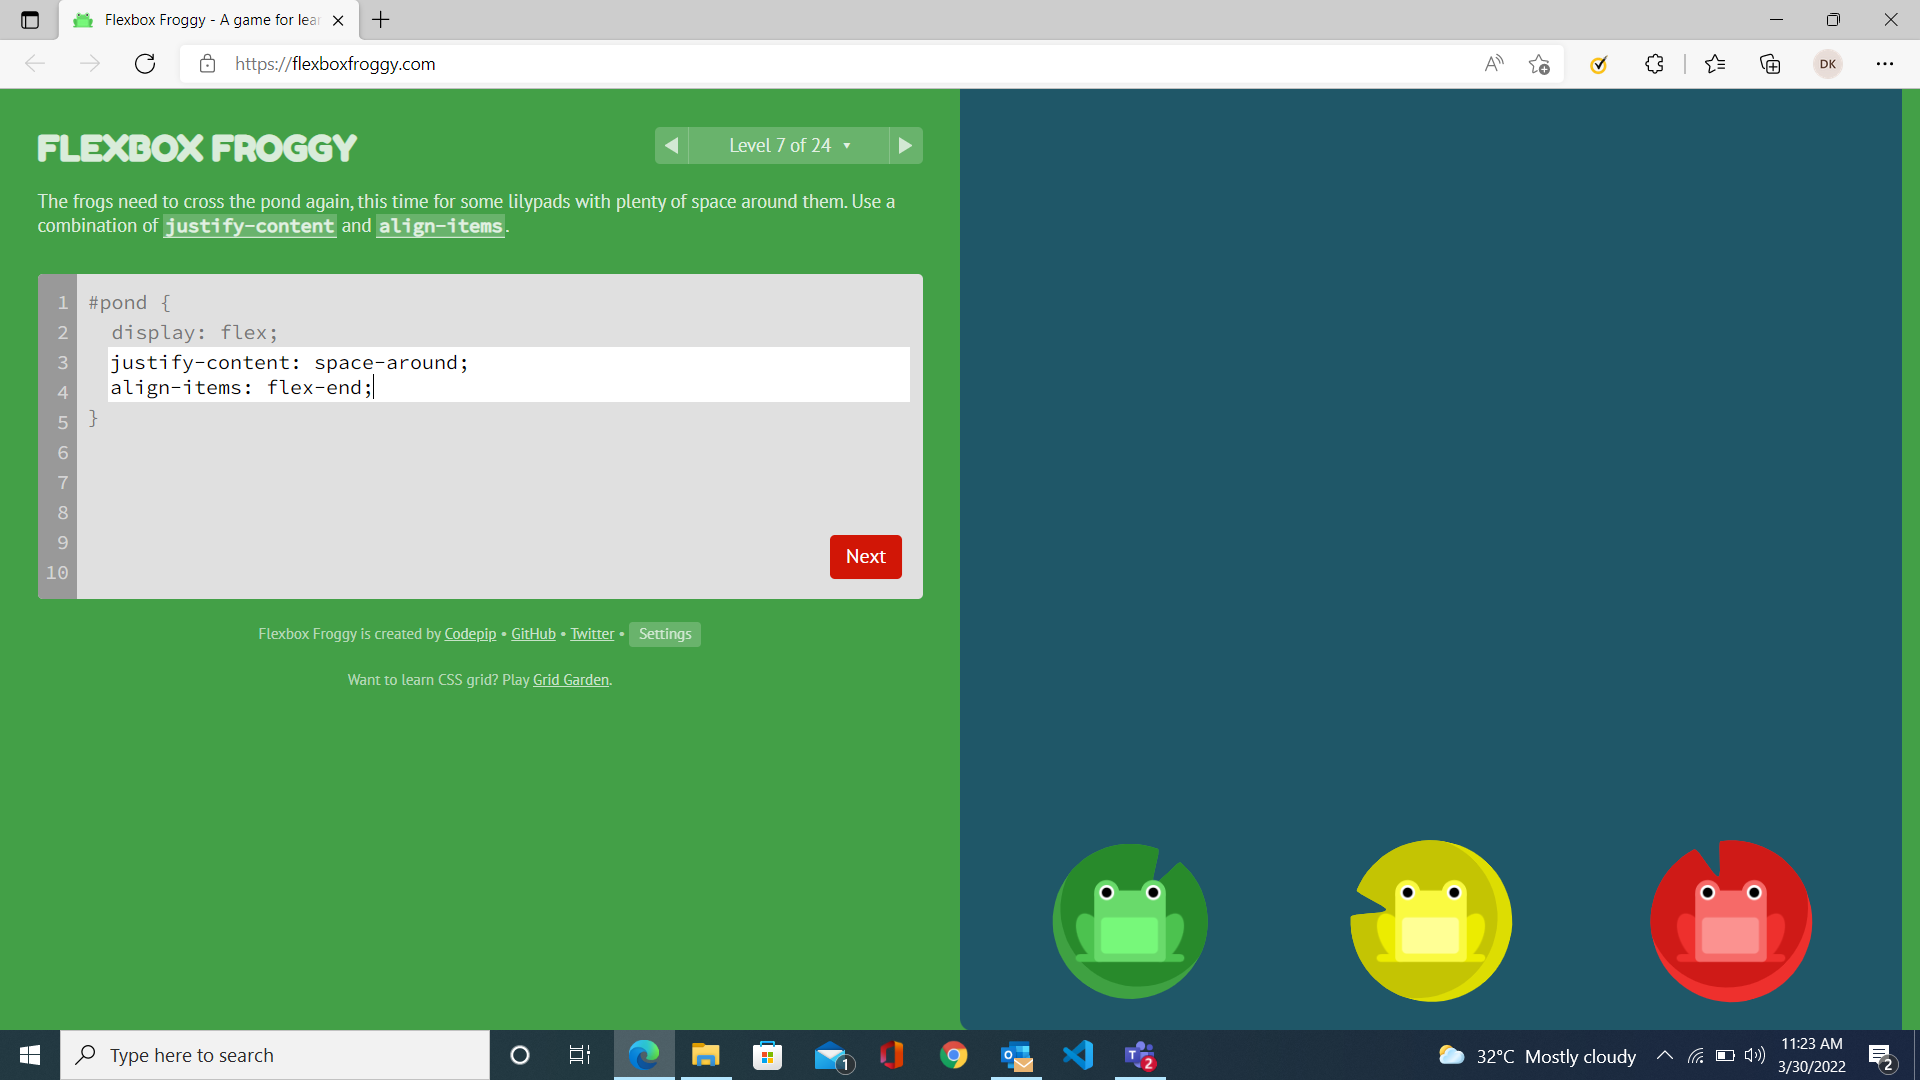 Flexbox Froggy - A game for lear
https://flexboxfroggy.com
DK
FLEXBOX FROGGY
Level 7 of 24
The frogs need to cross the pond again, this time for some lilypads with plenty of space around them. Use a
combination of justify-content and align-items.
1 #pond {
2 display: flex;
3 justify-content: space-around;
4 align-items: flex-end;
5 }
6
7
8
9
10
Next
Flexbox Froggy is created by Codepip • GitHub • Twitter • Settings
Want to learn CSS grid? Play Grid Garden.
Type here to search
1
2
32°C Mostly cloudy
11:23 AM
3/30/2022
2